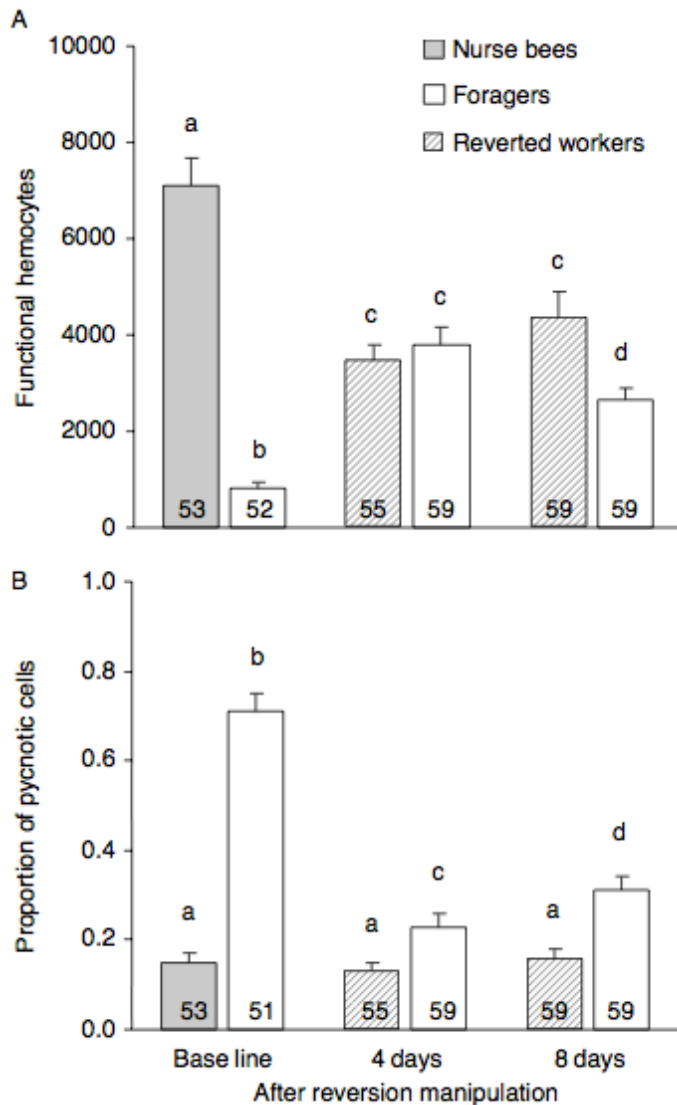 A
10000
8000
6000
4000
2000
0
Functional hemocytes
Nurse bees
Foragers
Reverted workers
a
b
c
c
c
d
53
52
55
59
59
59
B
1.0
0.8
0.6
0.4
0.2
0.0
Proportion of pycnotic cells
a
b
a
c
a
d
53
51
55
59
59
59
Base line
4 days
8 days
After reversion manipulation